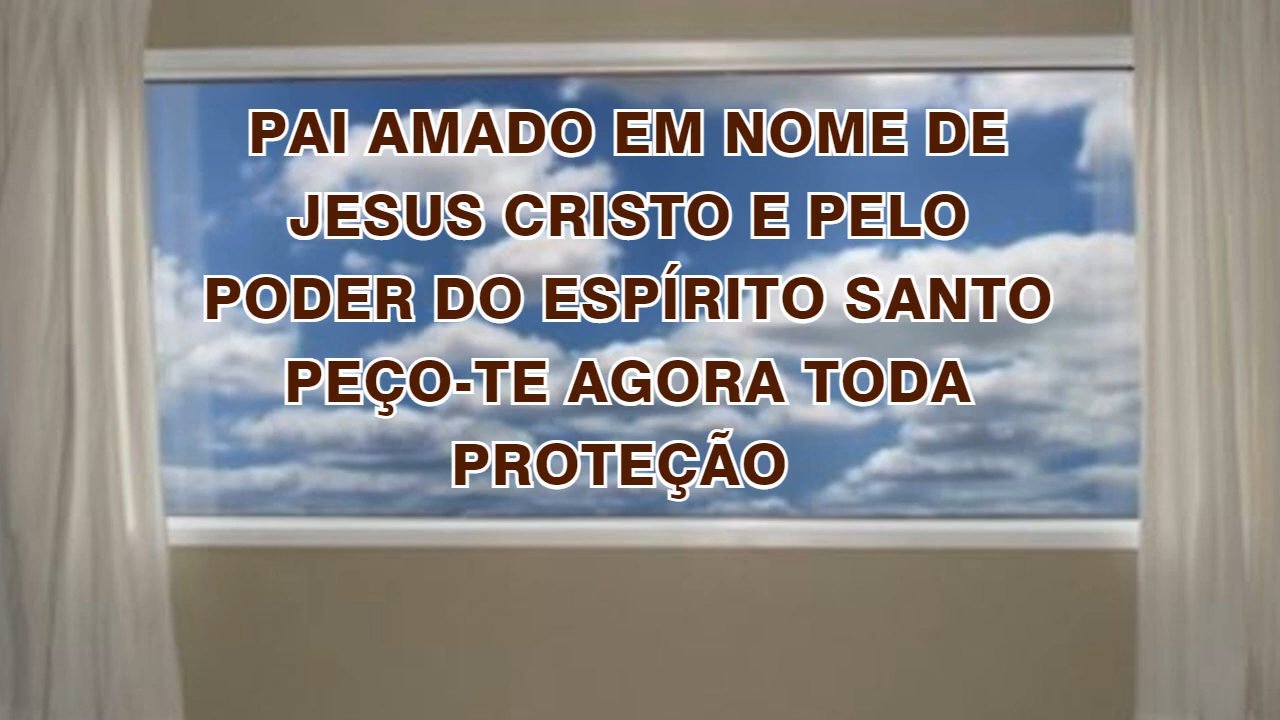 PAI AMADO EM NOME DE
JESUS CRISTO E PELO
PODER DO ESPÍRITO SANTO
PEÇO-TE AGORA TODA
PROTEÇÃO